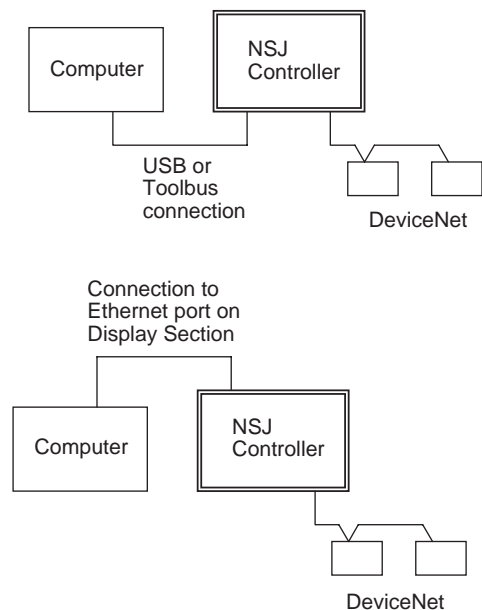 Computer
NSJ
Controller
USB or
Toolbus
connection
DeviceNet
Connection to
Ethernet port on
Display Section
Computer
NSJ
Controller
DeviceNet